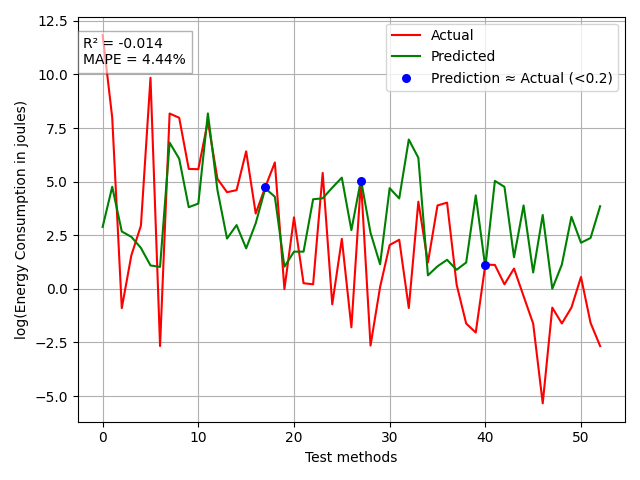 R² = -0.014
MAPE = 4.44%
Actual
Predicted
Prediction ≈ Actual (<0.2)
12.5
10.0
7.5
5.0
2.5
0.0
−2.5
−5.0
log(Energy Consumption in joules)
0 10 20 30 40 50
Test methods